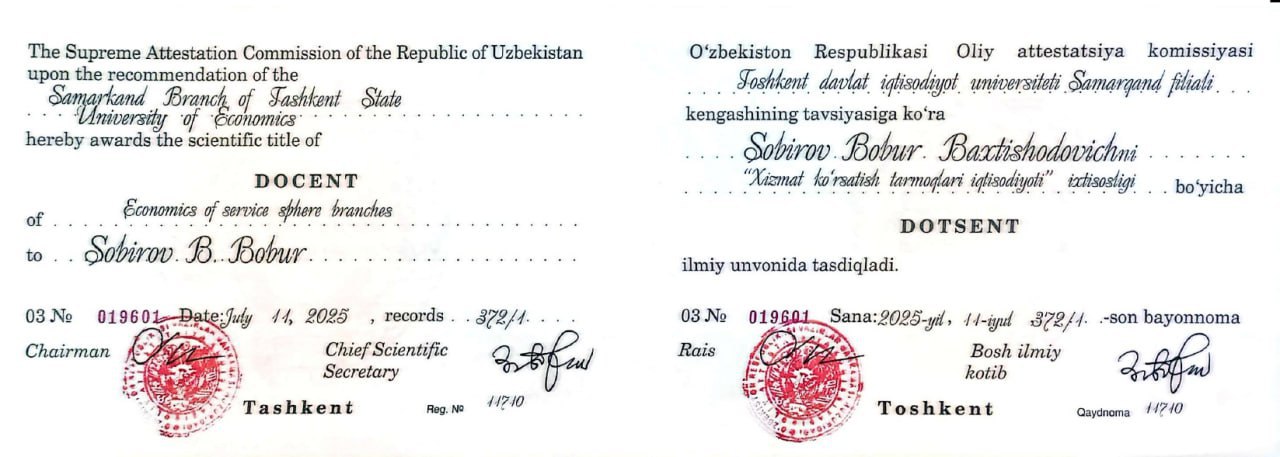 The Supreme Attestation Commission of the Republic of Uzbekistan
upon the recommendation of the
Samarkand Branch of Tashkent State
University of Economics
hereby awards the scientific title of
DOCENT
of Economics of service sphere branches
to Sobirov B. Bobur
03 № 019601 Date: July 11, 2025, records 372/1.
Chairman Chief Scientific
Secretary
Tashkent Reg. № 11710
O‘zbekiston Respublikasi Oliy attestatsiya komissiyasi
Toshkent davlat iqtisodiyot universiteti Samarqand filiali
kengashining tavsiyasiga ko‘ra
Sobirov Bobur Baxtishodovichni
"Xizmat ko‘rsatish tarmoqlari iqtisodiyoti" ixtisosligi bo‘yicha
DOTSENT
ilmiy unvonida tasdiqladi.
03 № 019601 Sana: 2025-yil, 11-iyul 372/1.-son bayonnoma
Rais Bosh ilmiy
kotib
Toshkent Qaydnoma 11710